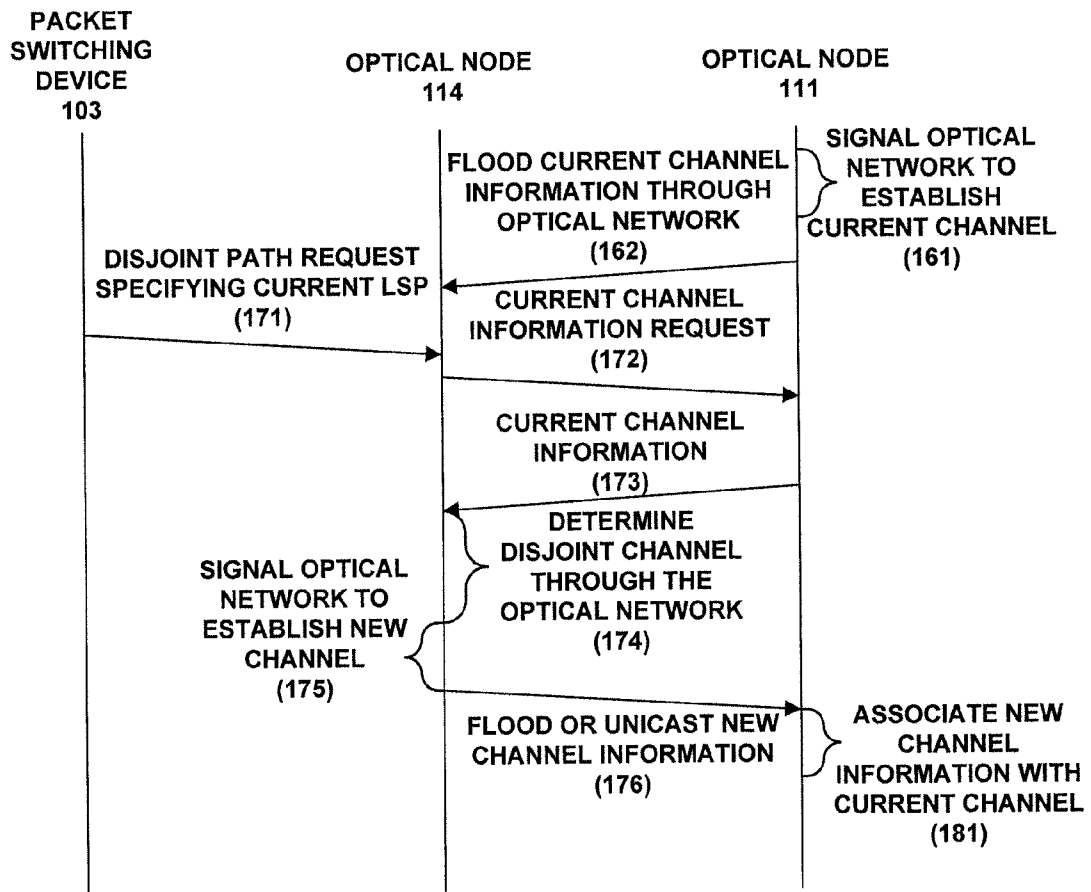 PACKET
SWITCHING
DEVICE
103
OPTICAL NODE
114
OPTICAL NODE
111
SIGNAL OPTICAL
NETWORK TO
ESTABLISH
CURRENT CHANNEL
(161)
FLOOD CURRENT CHANNEL
INFORMATION THROUGH
OPTICAL NETWORK
(162)
DISJOINT PATH REQUEST
SPECIFYING CURRENT LSP
(171)
CURRENT CHANNEL
INFORMATION REQUEST
(172)
CURRENT CHANNEL
INFORMATION
(173)
DETERMINE
DISJOINT CHANNEL
THROUGH THE
OPTICAL NETWORK
(174)
SIGNAL OPTICAL
NETWORK TO
ESTABLISH NEW
CHANNEL
(175)
FLOOD OR UNICAST NEW
CHANNEL INFORMATION
(176)
ASSOCIATE NEW
CHANNEL
INFORMATION WITH
CURRENT CHANNEL
(181)